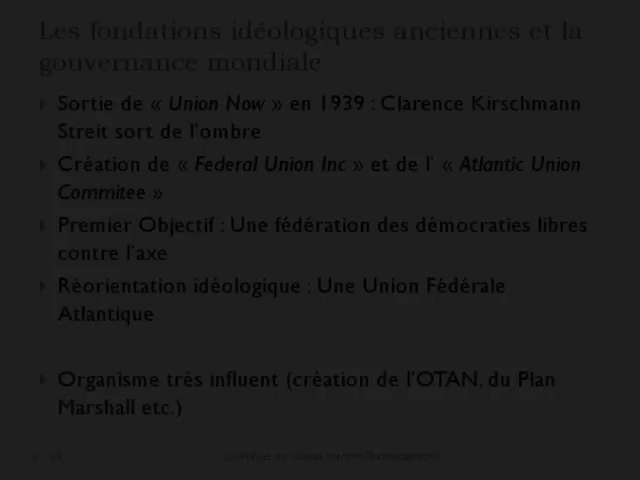 Les fondations idéologiques anciennes et la
gouvernance mondiale
Sortie de « Union Now » en 1939 : Clarence Kirschmann
Streit sort de l'ombre
Création de « Federal Union Inc » et de l' « Atlantic Union
Commitee »
Premier Objectif : Une fédération des démocraties libres
contre l'axe
Réorientation idéologique : Une Union Fédérale
Atlantique
Organisme très influent (création de l'OTAN, du Plan
Marshall etc.)